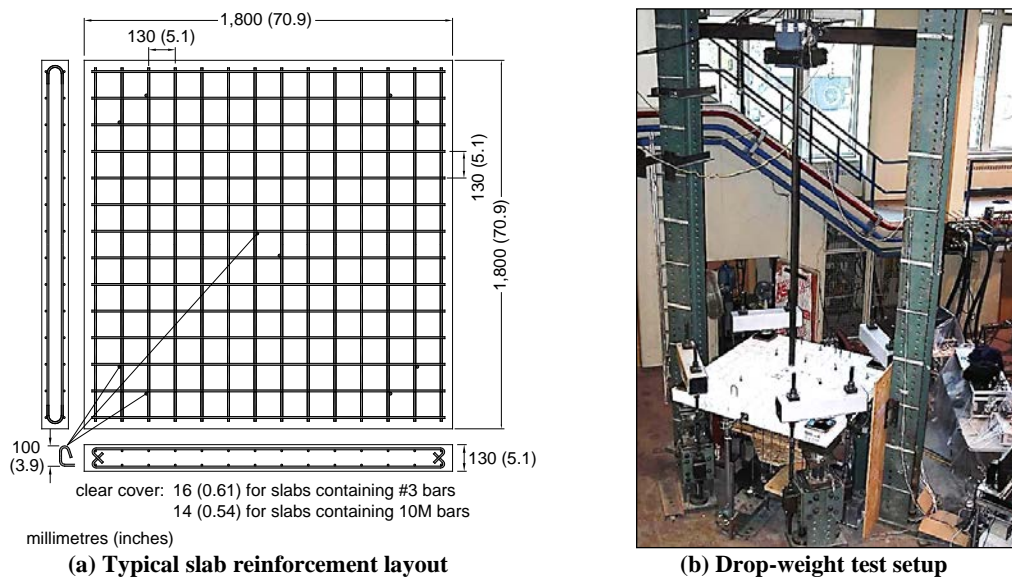 1,800 (70.9)
130 (5.1)
130 (5.1)
1,800 (70.9)
100
(3.9)
130 (5.1)
clear cover: 16 (0.61) for slabs containing #3 bars
14 (0.54) for slabs containing 10M bars
millimetres (inches)
(a) Typical slab reinforcement layout
(b) Drop-weight test setup